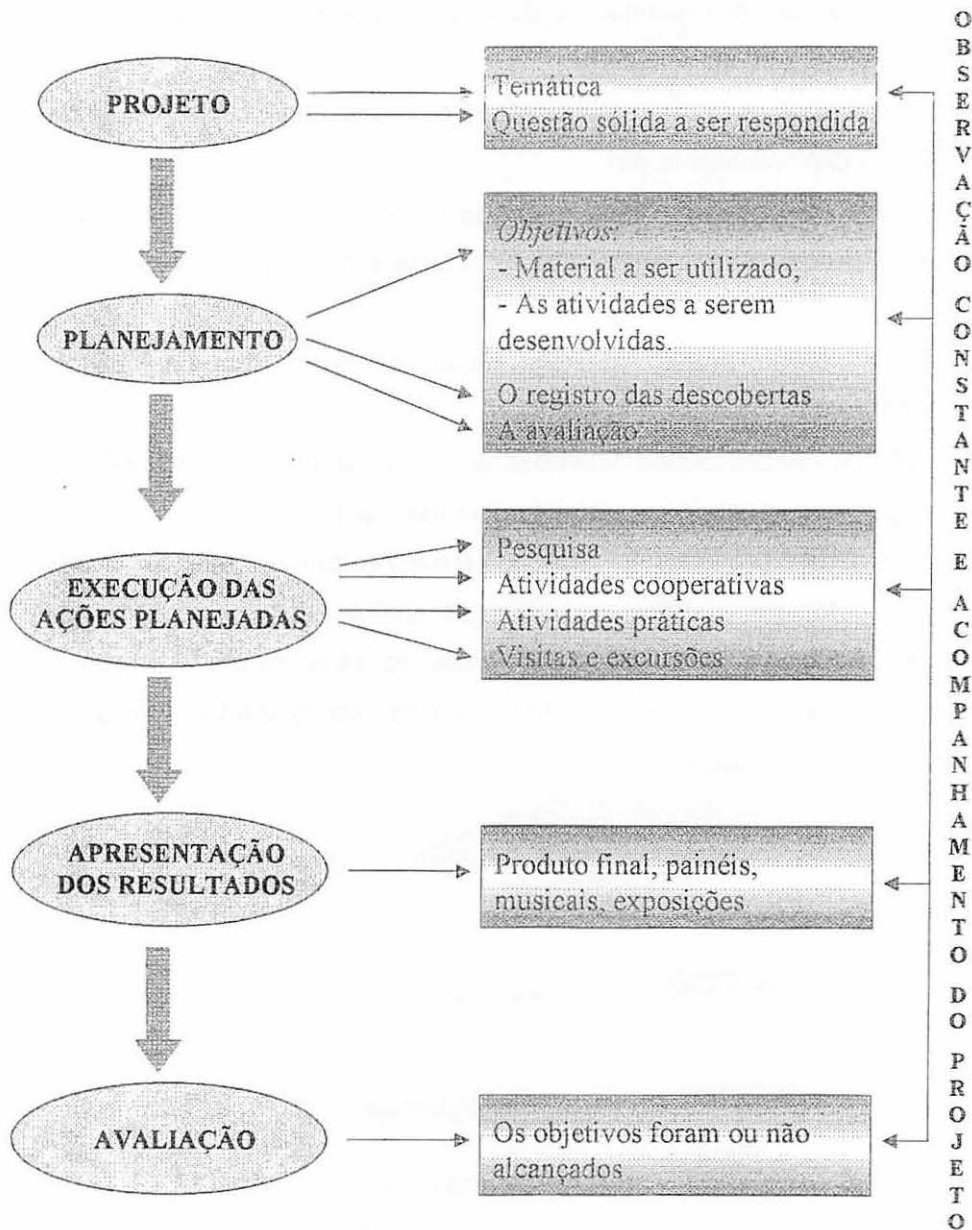 PROJETO
Temática
Questão sólida a ser respondida
PLANEJAMENTO
Objetivos:
- Material a ser utilizado;
- As atividades a serem
desenvolvidas.
O registro das descobertas
A avaliação
EXECUÇÃO DAS
AÇÕES PLANEJADAS
Pesquisa
Atividades cooperativas
Atividades práticas
Visitas e excursões
APRESENTAÇÃO
DOS RESULTADOS
Produto final, painéis,
musicais, exposições
AVALIAÇÃO
Os objetivos foram ou não
alcançados
OBSERVAÇÃO CONSTANTE E ACOMPANHAMENTO DO PROJETO